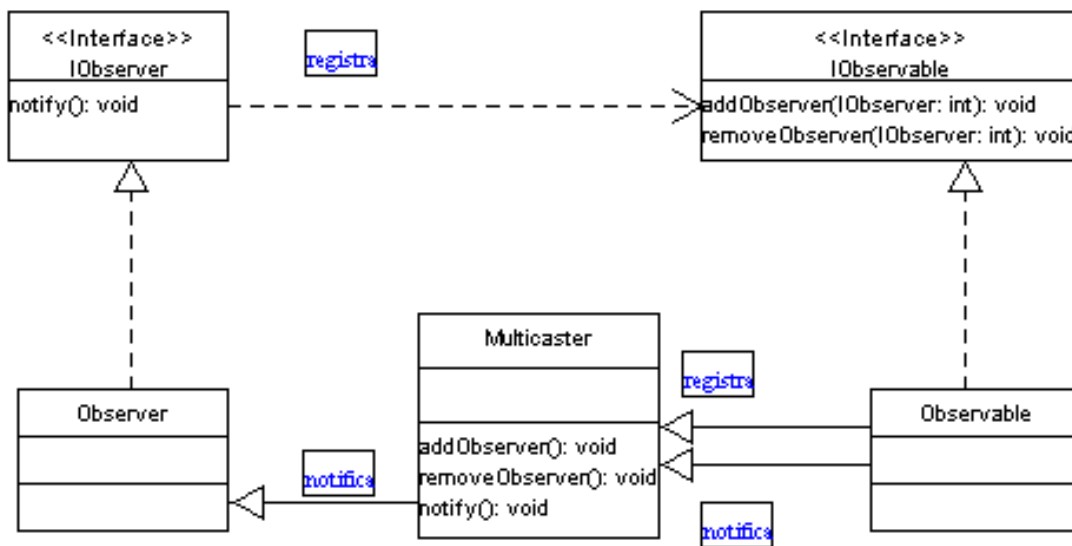 <<Interface>>
IObserver
notify(): void
registra
<<Interface>>
IObservable
addObserver(IObserver: int): void
removeObserver(IObserver: int): void
Observer
Multicaster
addObserver(): void
removeObserver(): void
notify(): void
notifica
registra
notifica
Observable